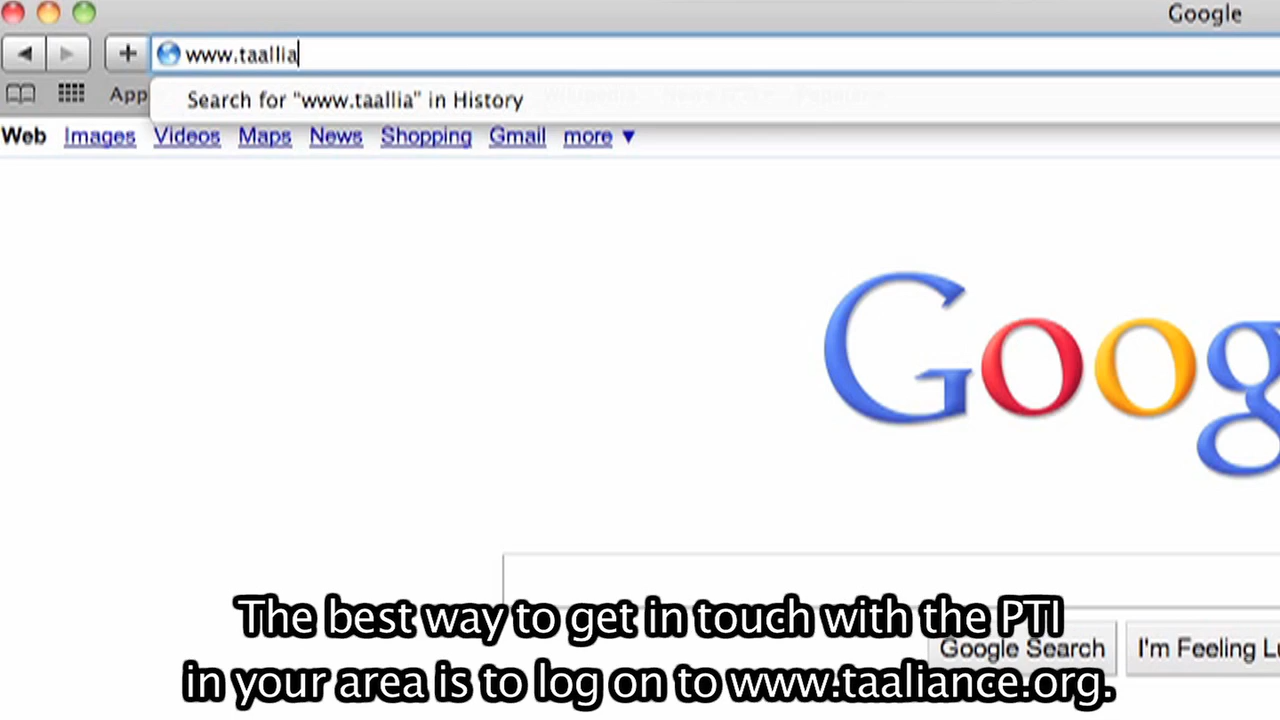 Google
www.taallia
App
Search for "www.taallia" in History
Web Images Videos Maps News Shopping Gmail more ▼
Goog
The best way to get in touch with the PTI
Google Search I'm Feeling Lu
in your area is to log on to www.taaliance.org.